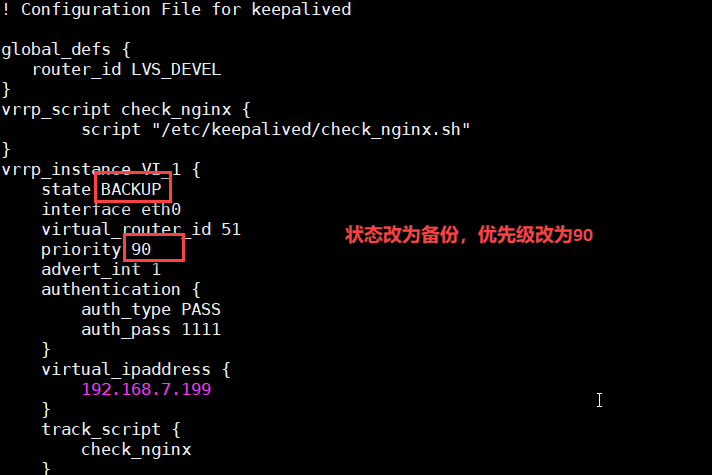 ! Configuration File for keepalived
global_defs {
router_id LVS_DEVEL
}
vrrp_script check_nginx {
script "/etc/keepalived/check_nginx.sh"
}
vrrp_instance VI_1 {
state BACKUP
interface eth0
virtual_router_id 51
priority 90
状态改为备份，优先级改为90
advert_int 1
authentication {
auth_type PASS
auth_pass 1111
}
virtual_ipaddress {
192.168.7.199
}
track_script {
check_nginx
}